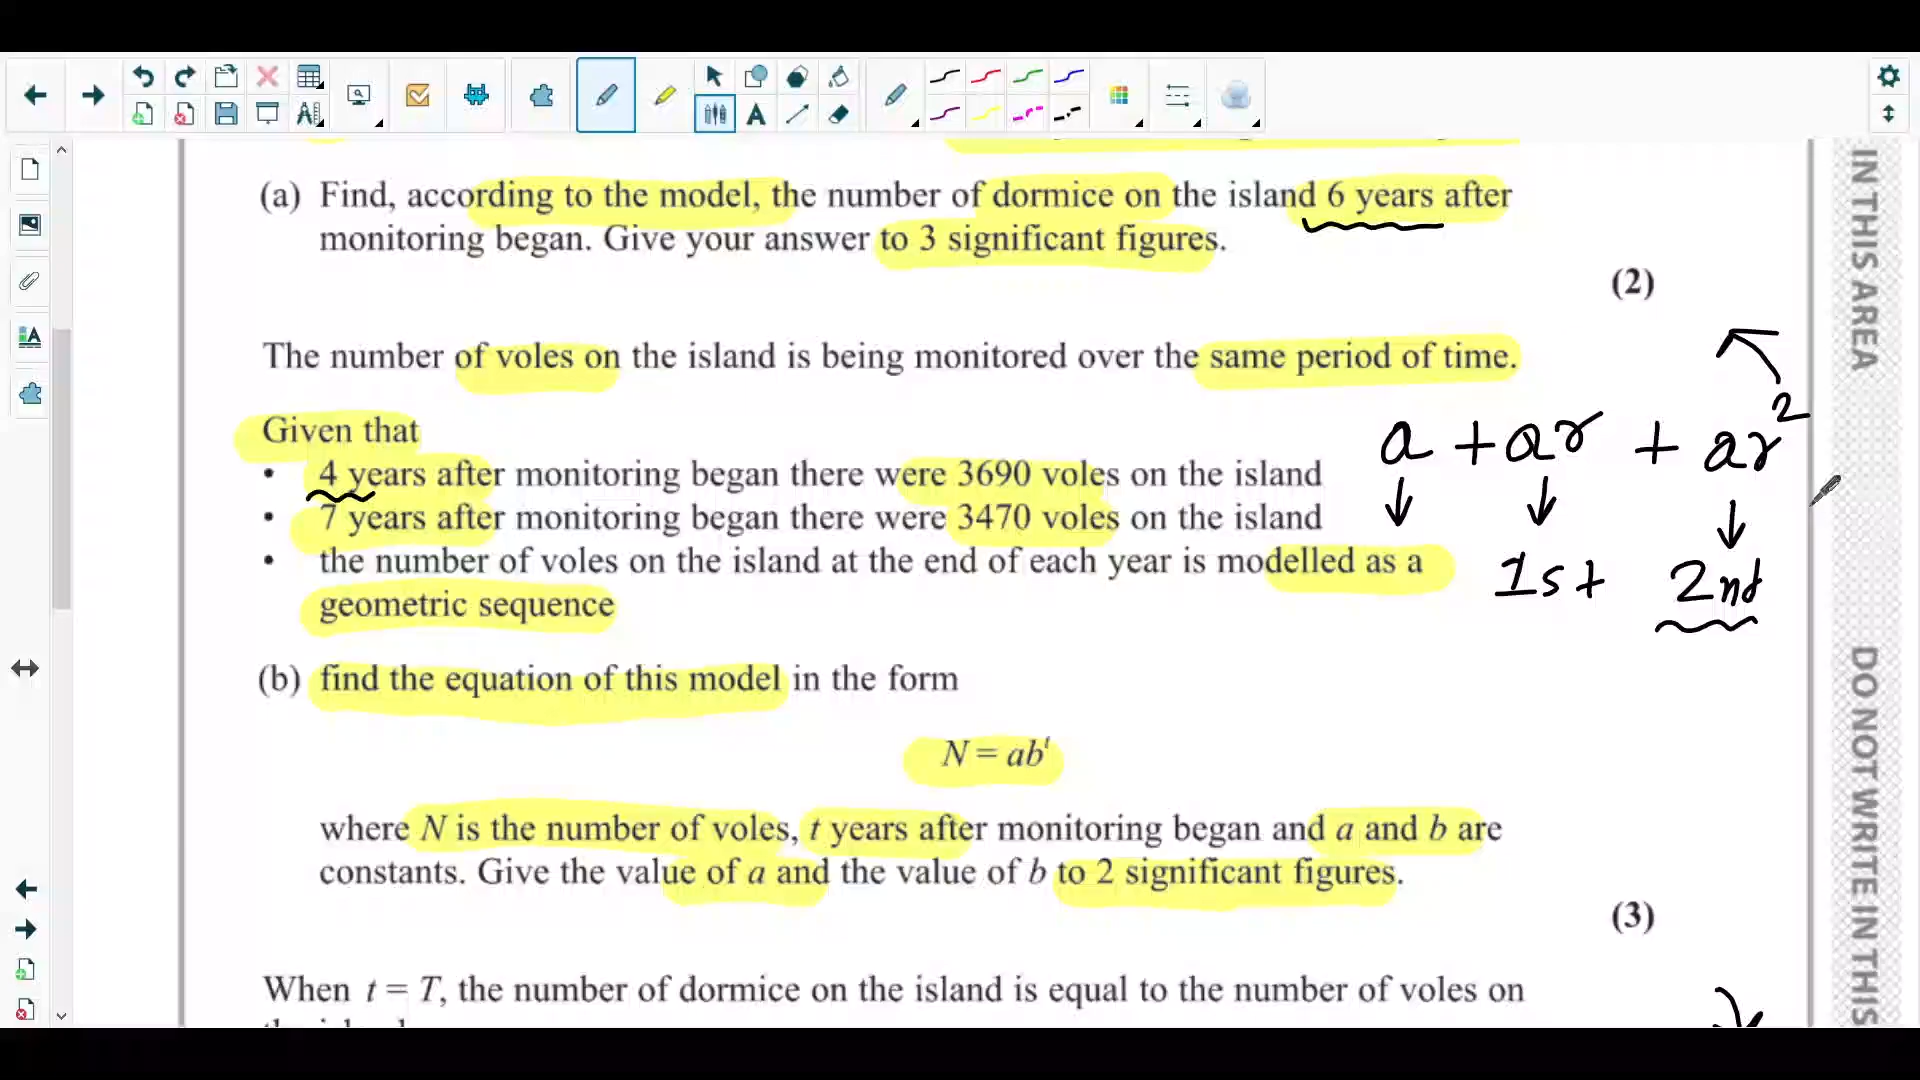 (a) Find, according to the model, the number of dormice on the island 6 years after
monitoring began. Give your answer to 3 significant figures.
(2)
The number of voles on the island is being monitored over the same period of time.
Given that
• 4 years after monitoring began there were 3690 voles on the island
• 7 years after monitoring began there were 3470 voles on the island
• the number of voles on the island at the end of each year is modelled as a
geometric sequence
a + ar + ar²
↓ ↓ ↓
1st 2nd
(b) find the equation of this model in the form
N = abᵗ
where N is the number of voles, t years after monitoring began and a and b are
constants. Give the value of a and the value of b to 2 significant figures.
(3)
When t = T, the number of dormice on the island is equal to the number of voles on
IN THIS AREA
DO NOT WRITE IN THIS